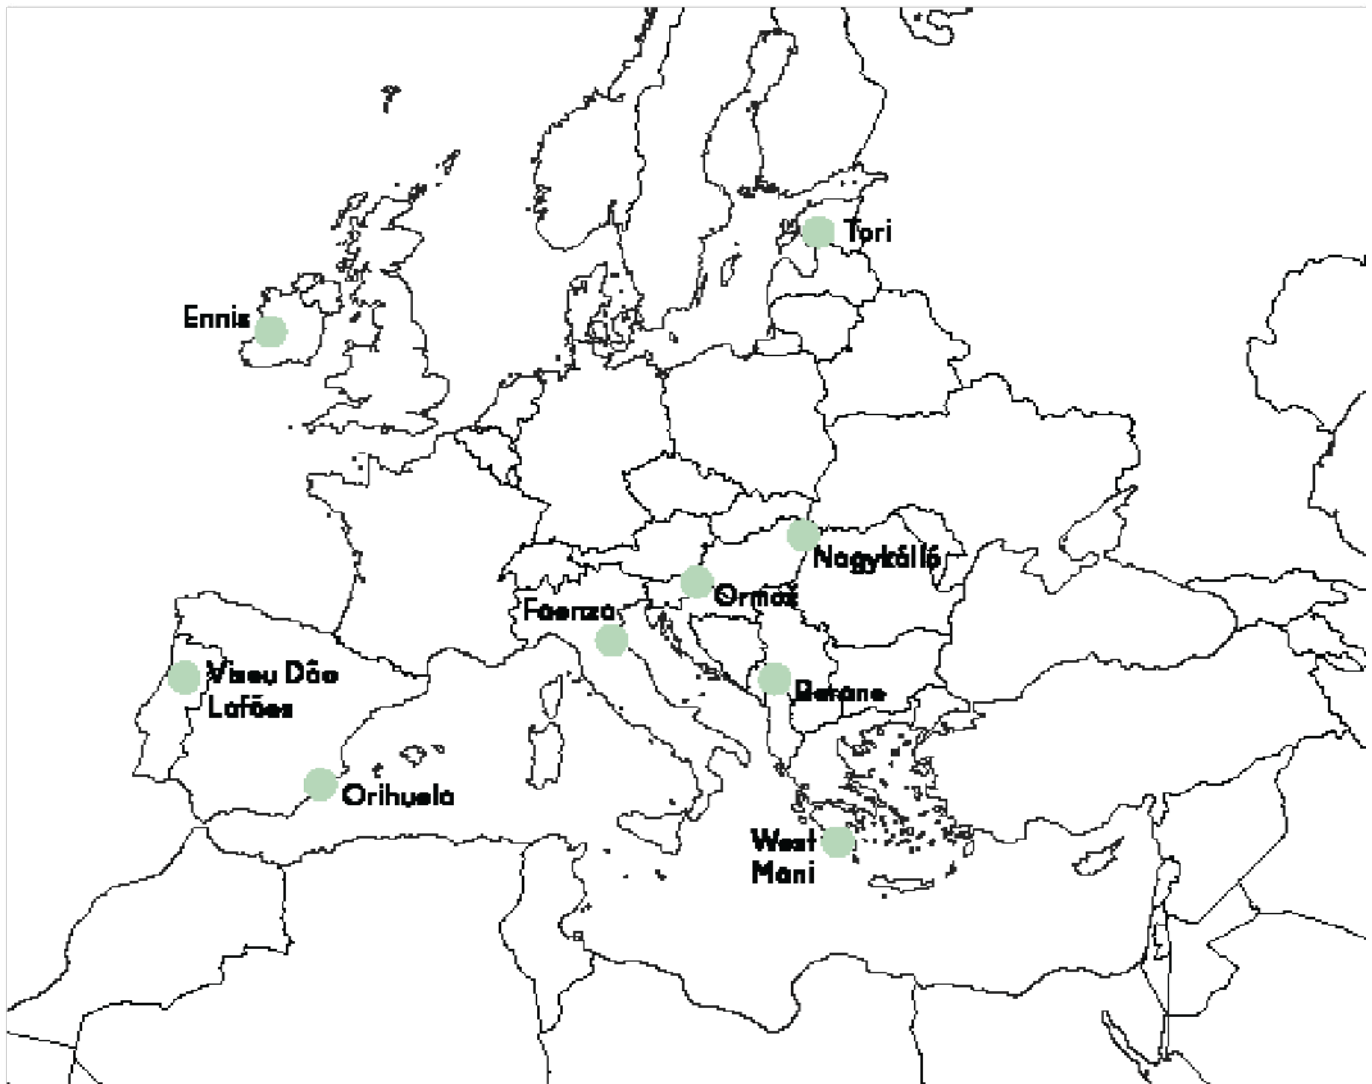 Tori
Ennis
Nagykálló
Ormož
Faenza
Viseu Dão
Lafões
Berane
Orihuela
West
Mani